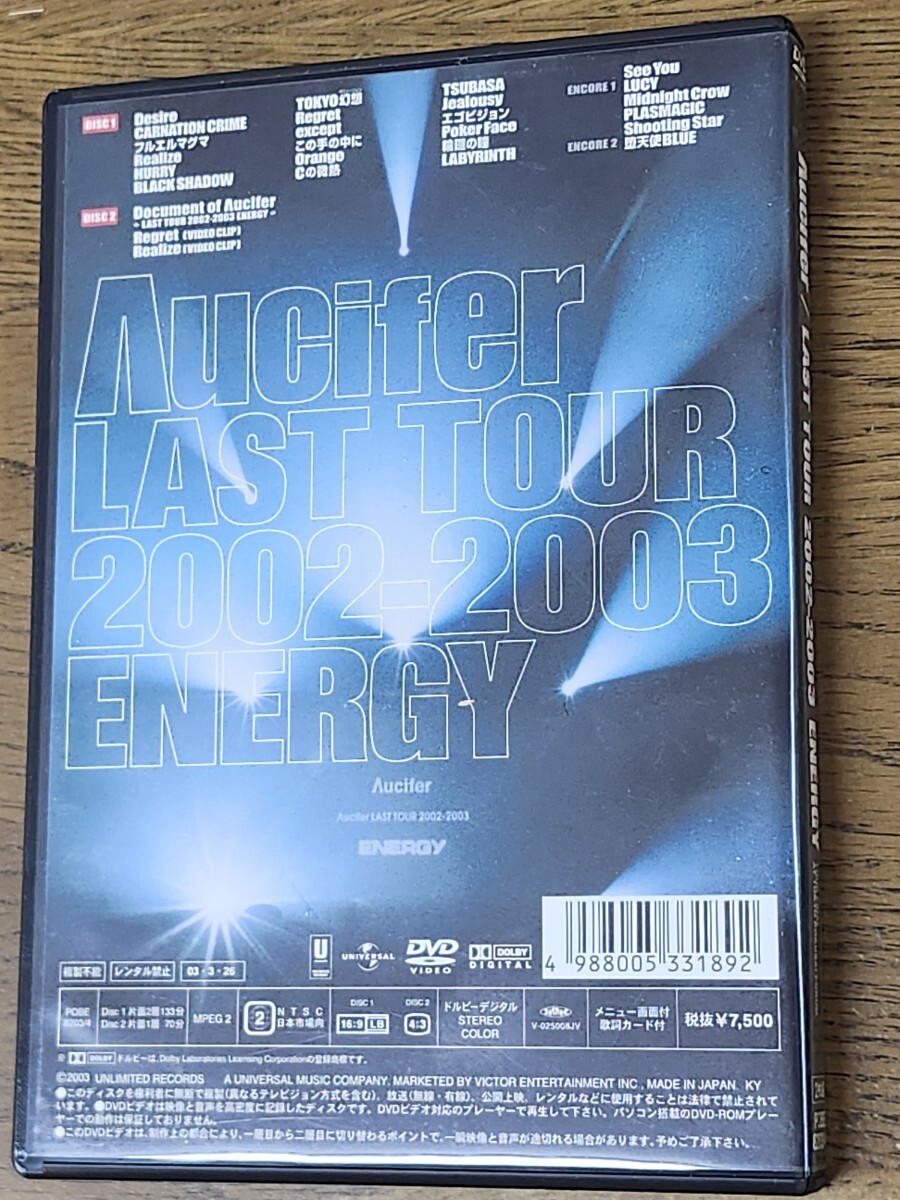 DISC 1
Desire
CARNATION CRIME
フルエルマグマ
Realize
HURRY
BLACK SHADOW
TOKYO幻想
Regret
except
この手の中に
Orange
Cの微熱
TSUBASA
Jealousy
エゴビジョン
Poker Face
LABYRINTH
ENCORE 1
See You
LUCY
Midnight Crow
PLASMAGIC
Shooting Star
ENCORE 2
堕天使BLUE
DISC 2
Document of Λucifer
- LAST TOUR 2002-2003 ENERGY -
Regret (VIDEO CLIP)
Realize (VIDEO CLIP)
Λucifer
LAST TOUR
2002-2003
ENERGY
Λucifer
Λucifer LAST TOUR 2002-2003
ENERGY
U
UNIVERSAL
DVD
VIDEO
DOLBY
DIGITAL
4 988005 331892
複製不能
レンタル禁止
03・3・26
POBE
8203/4
Disc 1 片面2層 133分
Disc 2 片面1層 70分
MPEG 2
2
NTSC
日本市場向
DISC 1
16:9 LB
DISC 2
4:3
ドルビーデジタル
STEREO
COLOR
V-025008JV
メニュー画面付
歌詞カード付
税抜¥7,500
※ DOLBY ドルビーは、Dolby Laboratories Licensing Corporationの登録商標です。
©2003 UNLIMITED RECORDS A UNIVERSAL MUSIC COMPANY. MARKETED BY VICTOR ENTERTAINMENT INC., MADE IN JAPAN. KY
●このディスクを権利者に無断で複製(異なるテレビジョン方式を含む)、放送(無線・有線)、公開上映、レンタルなどに使用することは法律で禁止されて
います。●DVDビデオは映像と音声を高密度に記録したディスクです。DVDビデオ対応のプレーヤーで再生して下さい。パソコン搭載のDVD-ROMプレー
ヤーでの動作は保証しておりません。
●このDVDビデオは、制作上の都合により、一層目から二層目に切り替わるポイントで、一瞬映像と音声が途切れる場合があります。予めご了承下さい。
Λucifer / LAST TOUR 2002-2003 ENERGY